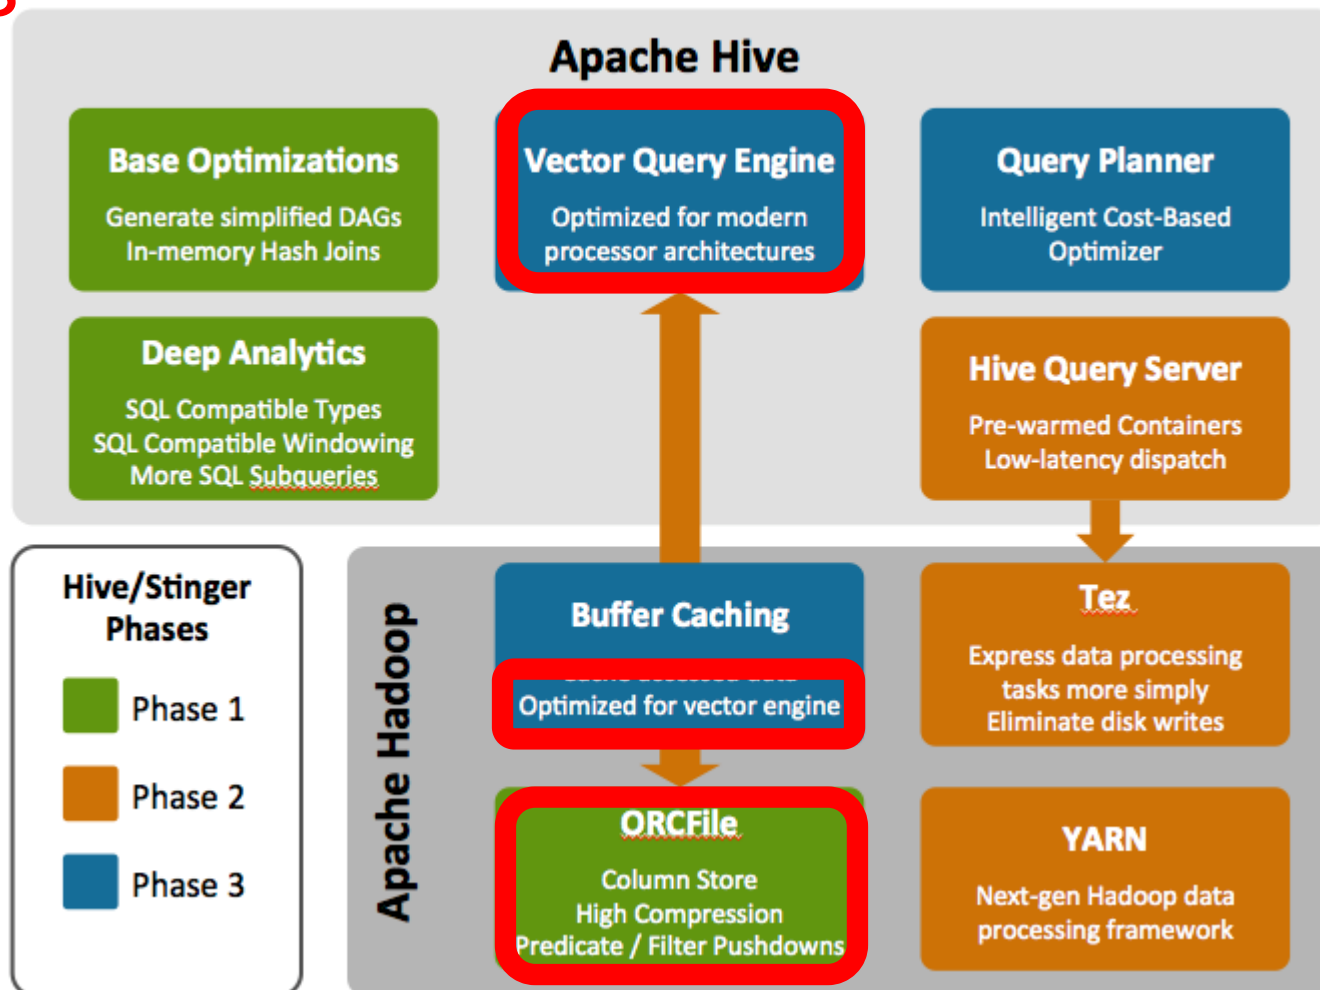 Apache Hive
Base Optimizations
Generate simplified DAGs
In-memory Hash Joins
Vector Query Engine
Optimized for modern
processor architectures
Query Planner
Intelligent Cost-Based
Optimizer
Deep Analytics
SQL Compatible Types
SQL Compatible Windowing
More SQL Subqueries
Hive Query Server
Pre-warmed Containers
Low-latency dispatch
Hive/Stinger
Phases
Phase 1
Phase 2
Phase 3
Apache Hadoop
Buffer Caching
Cache accessed data
Optimized for vector engine
Tez
Express data processing
tasks more simply
Eliminate disk writes
ORCFile
Column Store
High Compression
Predicate / Filter Pushdowns
YARN
Next-gen Hadoop data
processing framework